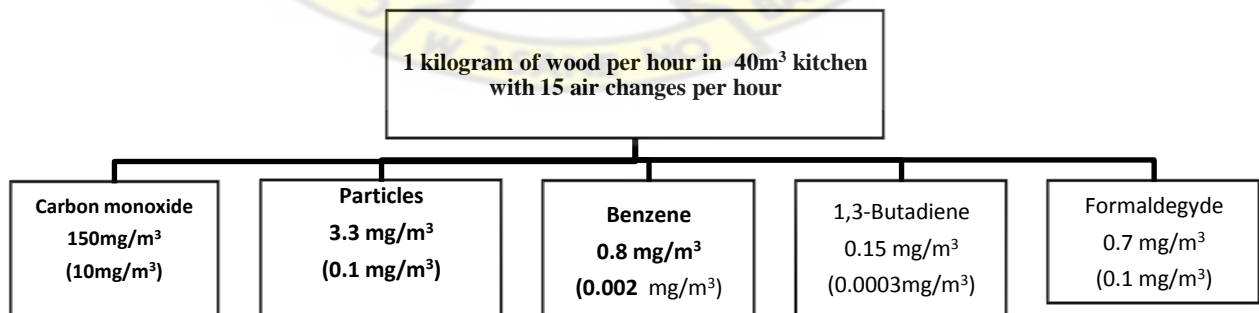 1 kilogram of wood per hour in 40m³ kitchen
with 15 air changes per hour
Carbon monoxide
150mg/m³
(10mg/m³)
Particles
3.3 mg/m³
(0.1 mg/m³)
Benzene
0.8 mg/m³
(0.002 mg/m³)
1,3-Butadiene
0.15 mg/m³
(0.0003mg/m³)
Formaldegyde
0.7 mg/m³
(0.1 mg/m³)